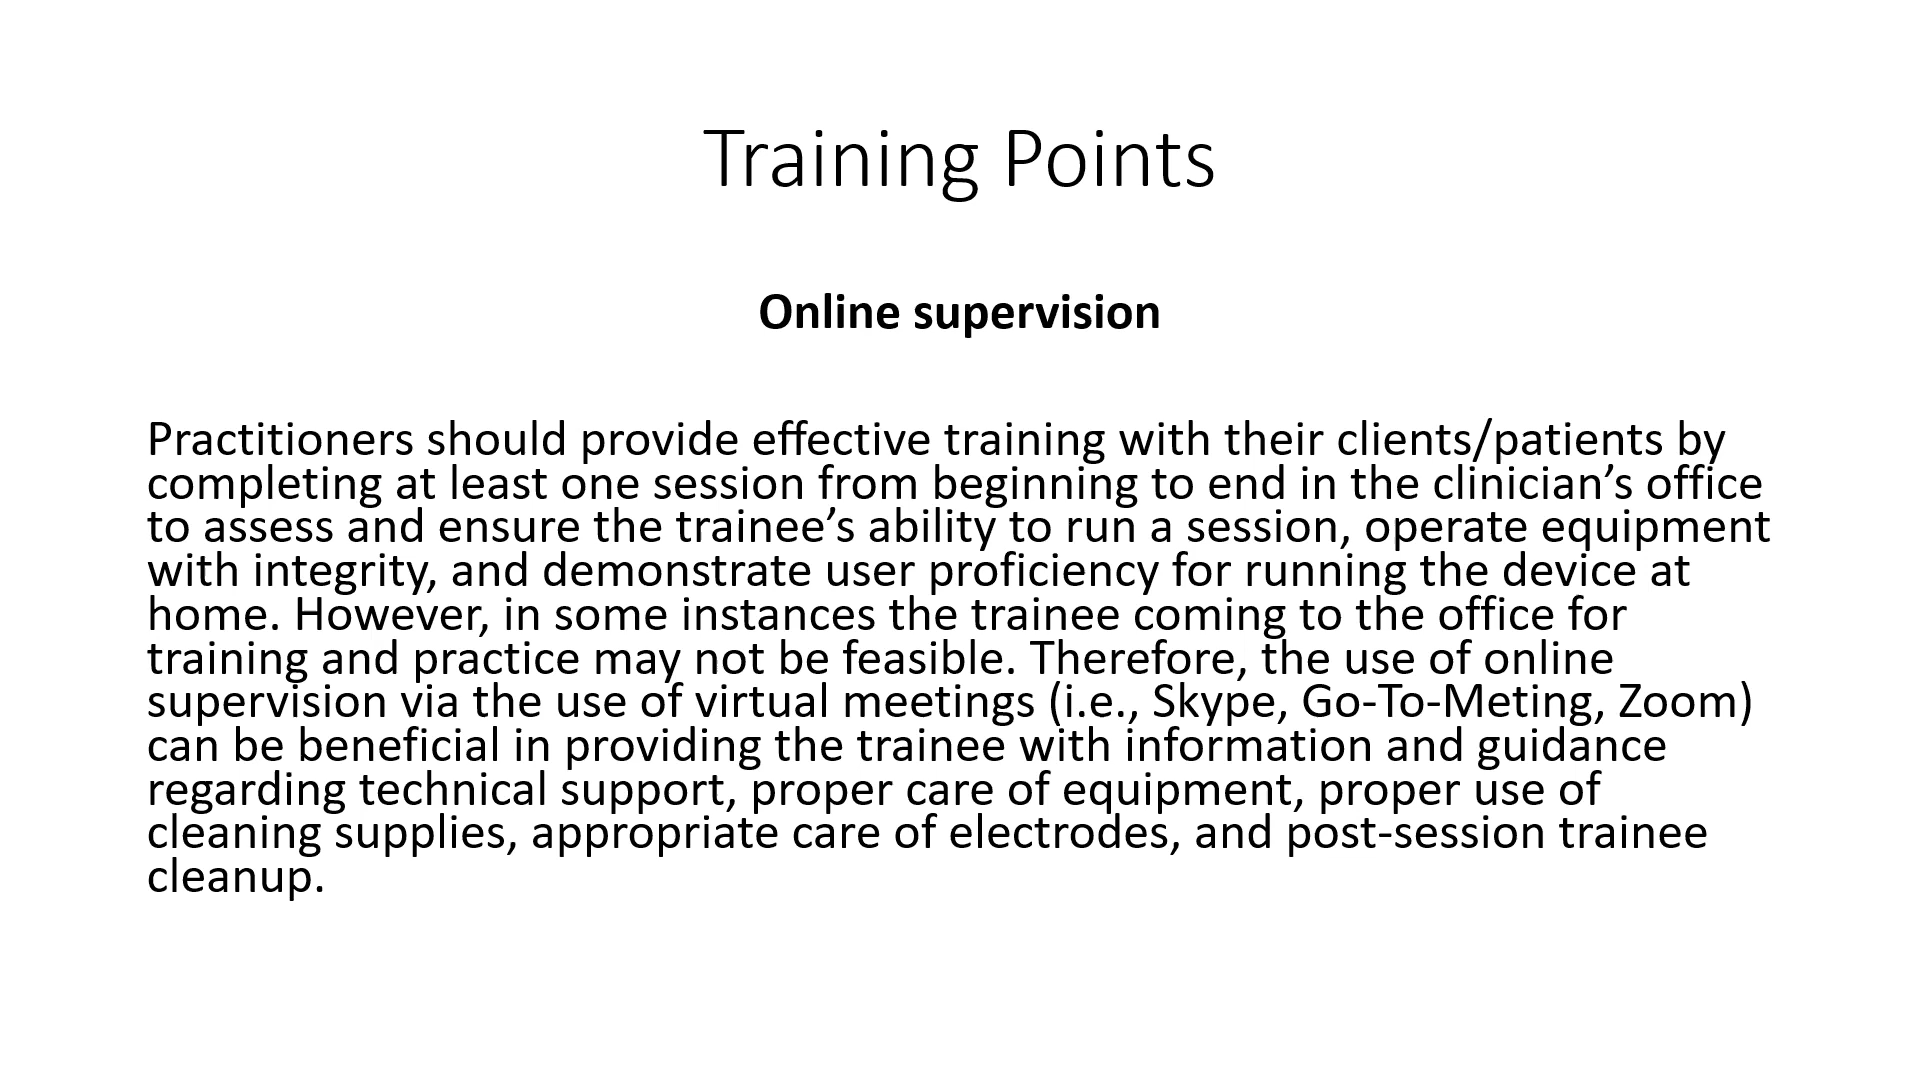 Training Points
Online supervision
Practitioners should provide effective training with their clients/patients by
completing at least one session from beginning to end in the clinician’s office
to assess and ensure the trainee’s ability to run a session, operate equipment
with integrity, and demonstrate user proficiency for running the device at
home. However, in some instances the trainee coming to the office for
training and practice may not be feasible. Therefore, the use of online
supervision via the use of virtual meetings (i.e., Skype, Go-To-Meting, Zoom)
can be beneficial in providing the trainee with information and guidance
regarding technical support, proper care of equipment, proper use of
cleaning supplies, appropriate care of electrodes, and post-session trainee
cleanup.